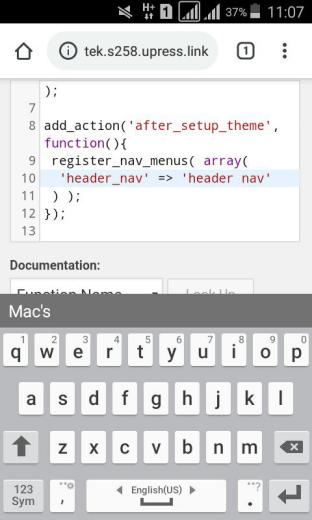 H+ 1 37% 11:07
tek.s258.upress.link 1
);
7
8 add_action('after_setup_theme',
function(){
9 register_nav_menus( array(
10 'header_nav' => 'header nav'
11 ) );
12 });
13
Documentation:
Function Name... Look Up
Mac's
1 2 3 4 5 6 7 8 9 0
q w e r t y u i o p
a s d f g h j k l
z x c v b n m
123
Sym , English(US) . ?